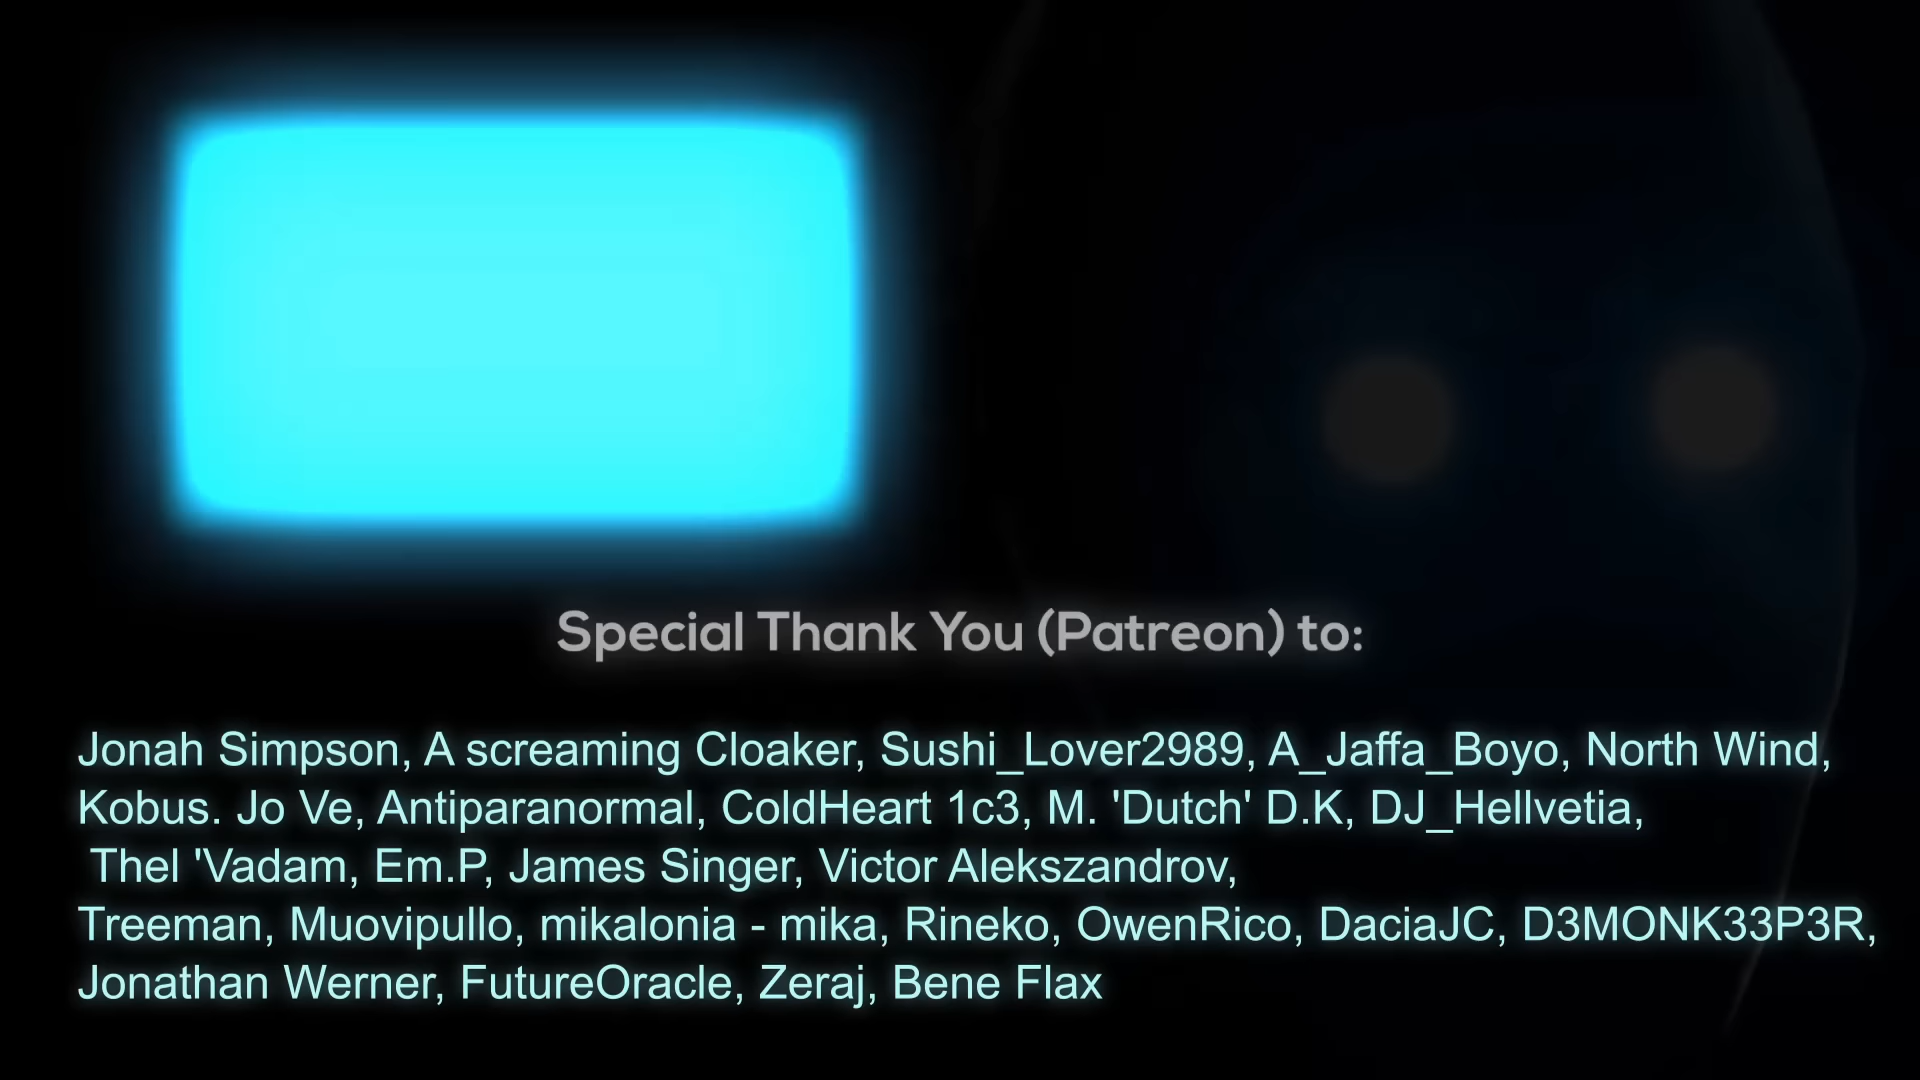 Special Thank You (Patreon) to:
Jonah Simpson, A screaming Cloaker, Sushi_Lover2989, A_Jaffa_Boyo, North Wind,
Kobus. Jo Ve, Antiparanormal, ColdHeart 1c3, M. 'Dutch' D.K, DJ_Hellvetia,
Thel 'Vadam, Em.P, James Singer, Victor Alekszandrov,
Treeman, Muovipullo, mikalonia - mika, Rineko, OwenRico, DaciaJC, D3MONK33P3R,
Jonathan Werner, FutureOracle, Zeraj, Bene Flax